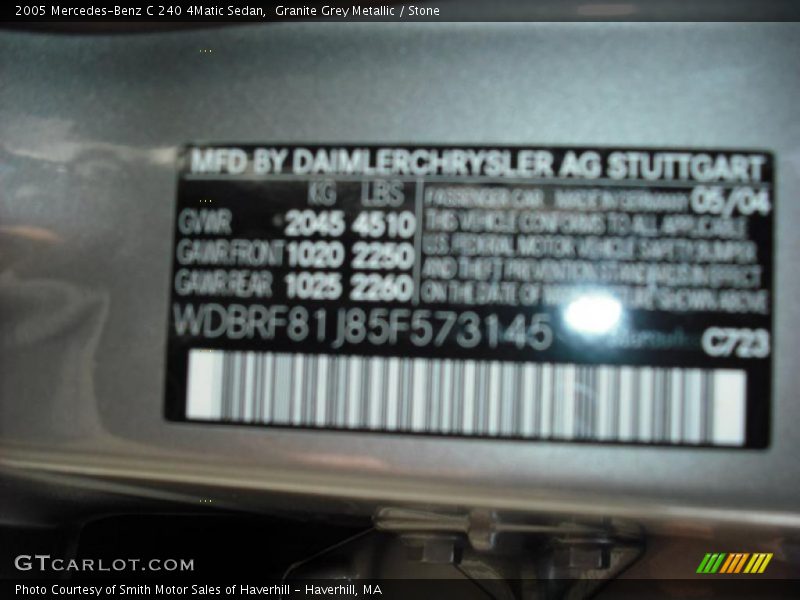 2005 Mercedes-Benz C 240 4Matic Sedan,  Granite Grey Metallic / Stone
MFD BY DAIMLERCHRYSLER AG STUTTGART
KG LBS
GVWR 2045 4510
GAWR FRONT 1020 2250
GAWR REAR 1025 2260
PASSENGER CAR MADE IN GERMANY 05/04
THIS VEHICLE CONFORMS TO ALL APPLICABLE
U.S. FEDERAL MOTOR VEHICLE SAFETY BUMPER
AND THEFT PREVENTION STANDARDS IN EFFECT
ON THE DATE OF SHOWN ABOVE
WDBRF81J85F573145
C723
GTCARLOT.COM
Photo Courtesy of Smith Motor Sales of Haverhill - Haverhill, MA